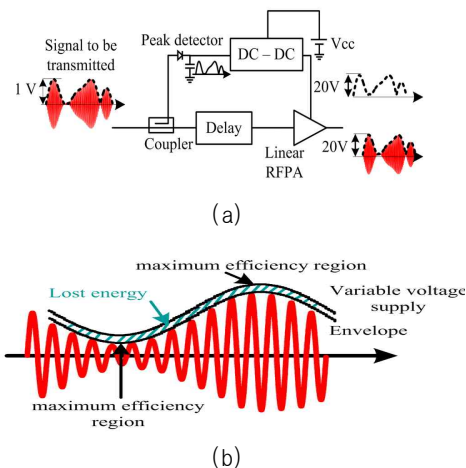 Signal to be
transmitted
Peak detector
DC – DC
Vcc
1 V
20V
Coupler
Delay
Linear
RFPA
20V
(a)
maximum efficiency region
Lost energy
Variable voltage
supply
Envelope
maximum efficiency
region
(b)